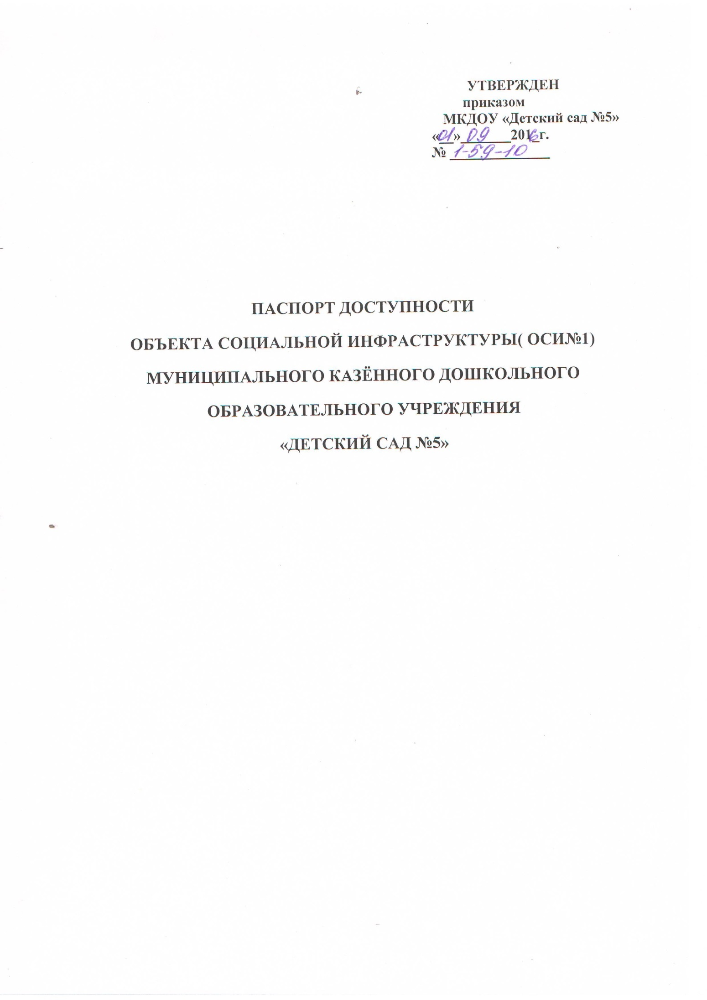 УТВЕРЖДЕН
приказом
МКДОУ «Детский сад №5»
«01» 09 2016 г.
№ 1-59-10
ПАСПОРТ ДОСТУПНОСТИ
ОБЪЕКТА СОЦИАЛЬНОЙ ИНФРАСТРУКТУРЫ( ОСИ№1)
МУНИЦИПАЛЬНОГО КАЗЁННОГО ДОШКОЛЬНОГО
ОБРАЗОВАТЕЛЬНОГО УЧРЕЖДЕНИЯ
«ДЕТСКИЙ САД №5»